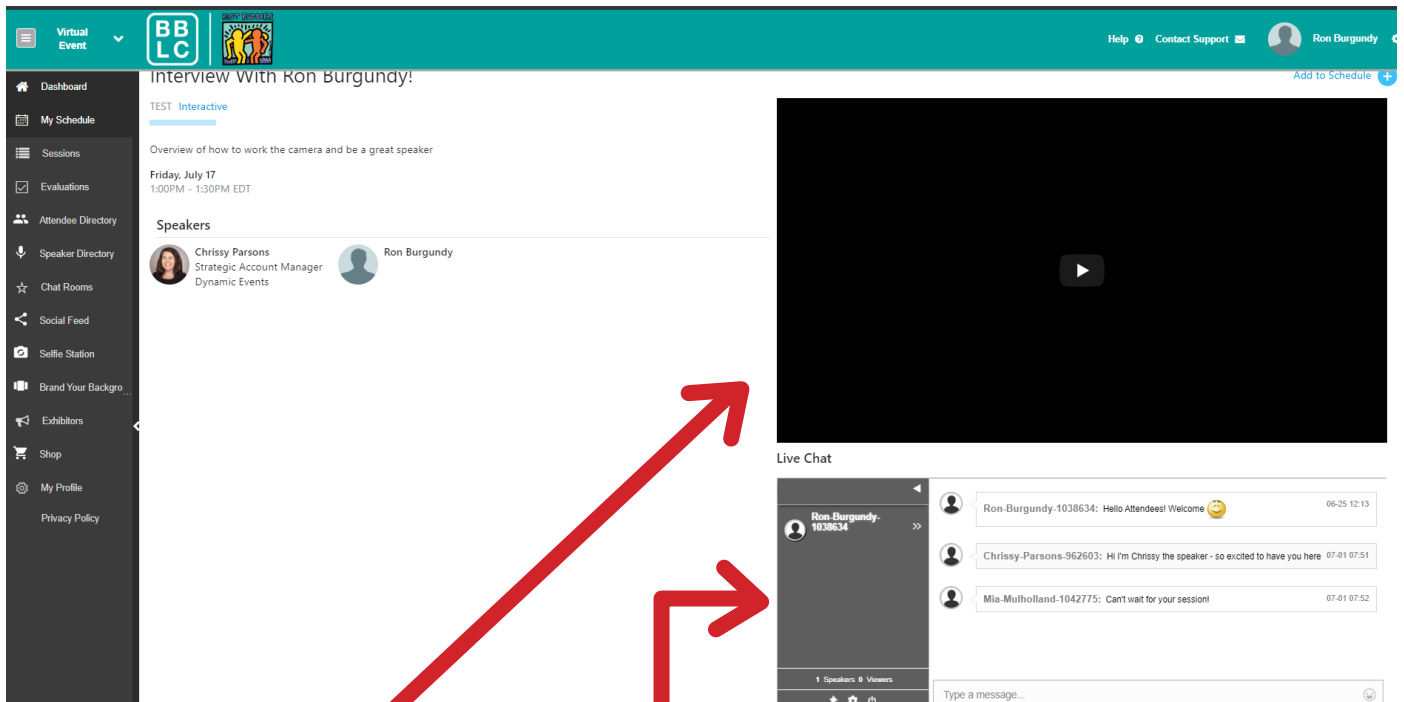 Virtual
Event
BB
LC
BEST BUDDIES
Help
Contact Support
Ron Burgundy
Dashboard
My Schedule
Sessions
Evaluations
Attendee Directory
Speaker Directory
Chat Rooms
Social Feed
Selfie Station
Brand Your Backgro...
Exhibitors
Shop
My Profile
Privacy Policy
Interview With Ron Burgundy!
Add to Schedule
TEST Interactive
Overview of how to work the camera and be a great speaker
Friday, July 17
1:00PM - 1:30PM EDT
Speakers
Chrissy Parsons
Strategic Account Manager
Dynamic Events
Ron Burgundy
Live Chat
Ron-Burgundy-
1038634
1 Speakers 0 Viewers
Ron-Burgundy-1038634: Hello Attendees! Welcome 06-25 12:13
Chrissy-Parsons-962603: Hi I'm Chrissy the speaker - so excited to have you here 07-01 07:51
Mia-Mulholland-1042775: Can't wait for your session! 07-01 07:52
Type a message...